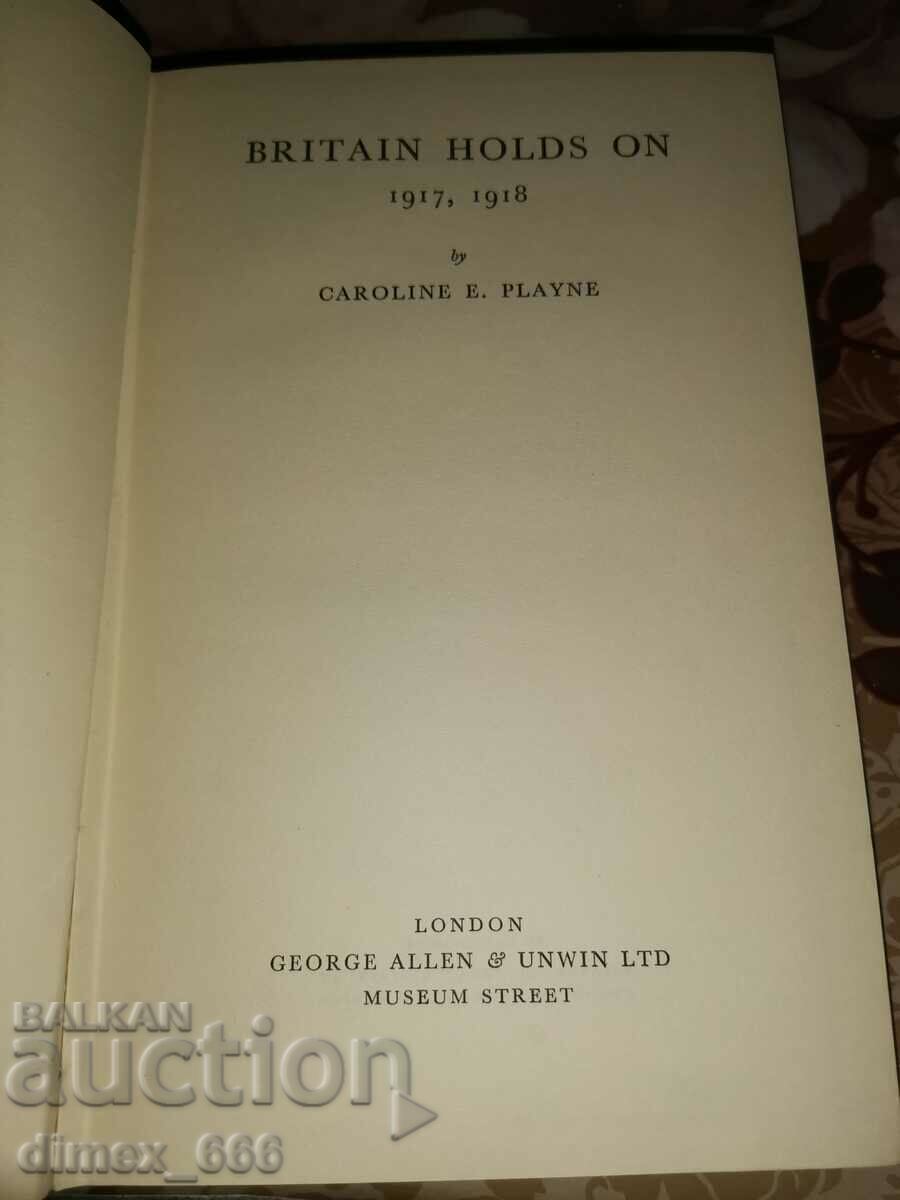 BRITAIN HOLDS ON
1917, 1918
by
CAROLINE E. PLAYNE
LONDON
GEORGE ALLEN & UNWIN LTD
MUSEUM STREET
BALKAN
auction
dimex_666